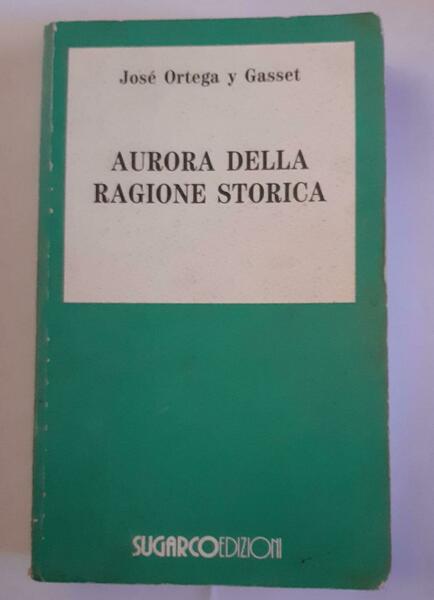 José Ortega y Gasset
AURORA DELLA
RAGIONE STORICA
SUGARCOEDIZIONI